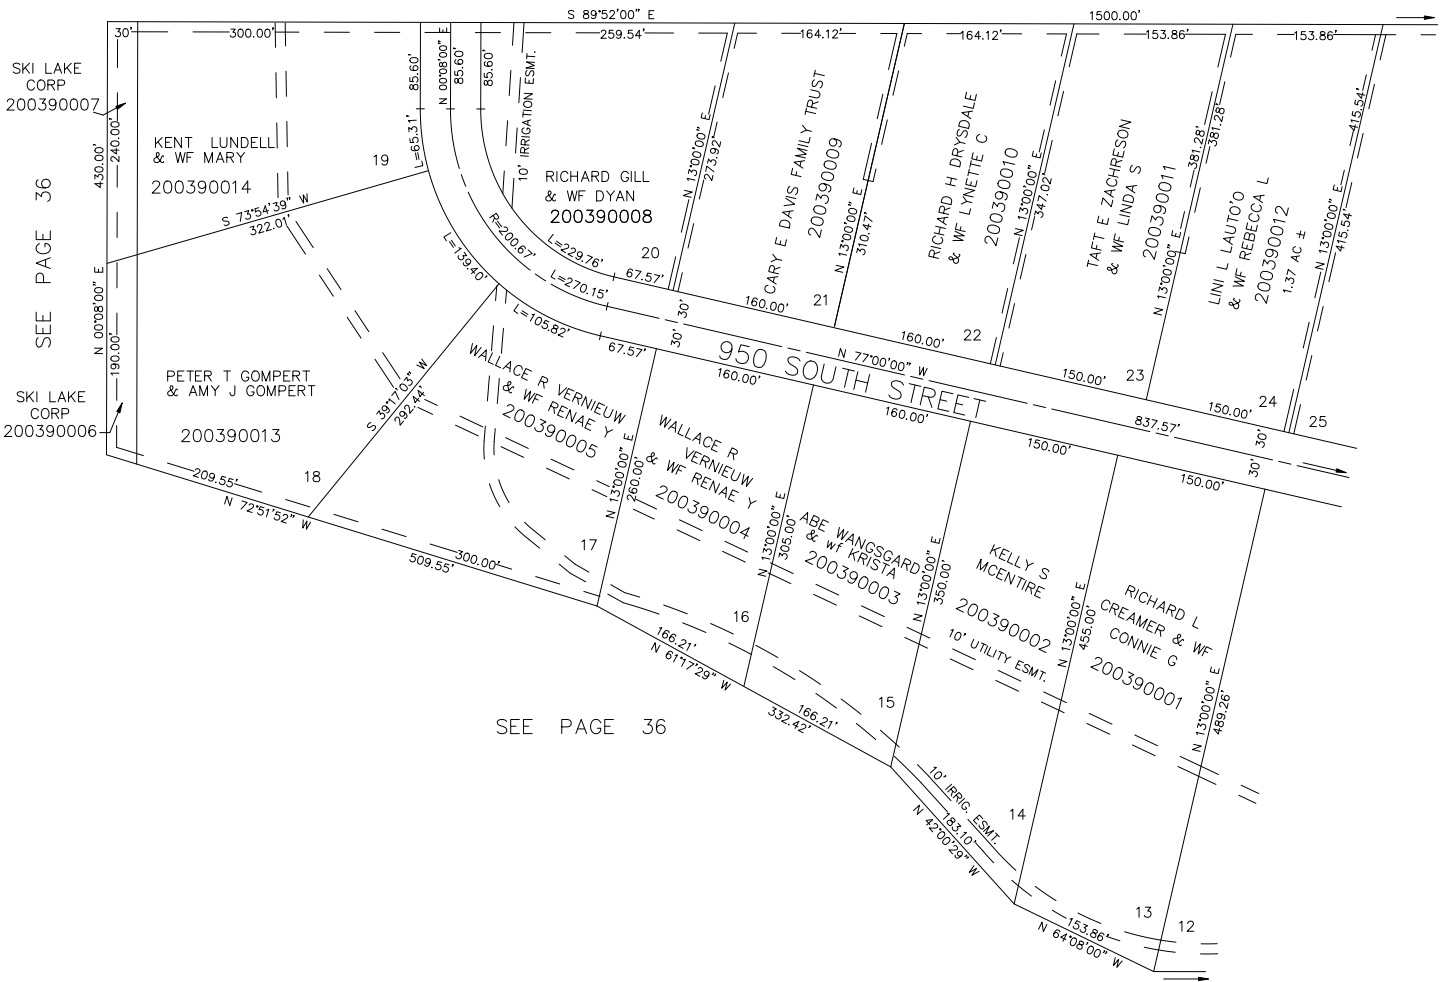 S 89°52'00" E
1500.00'
30'
300.00'
259.54'
164.12'
164.12'
153.86'
153.86'
SKI LAKE
CORP
200390007
240.00'
430.00'
SEE PAGE 36
N 00°08'00" E
190.00'
SKI LAKE
CORP
200390006
KENT LUNDELL
& WF MARY
200390014
19
S 73°54'39" W
322.01'
85.60'
N 00°08'00" E
85.60'
85.60'
L=65.31'
L=139.40'
R=200.67'
L=229.76'
L=270.15'
L=105.82'
10' IRRIGATION ESMT.
RICHARD GILL
& WF DYAN
200390008
20
67.57'
67.57'
N 13°00'00" E
273.92'
CARY E DAVIS FAMILY TRUST
200390009
21
160.00'
N 13°00'00" E
310.47'
RICHARD H DRYSDALE
& WF LYNETTE C
200390010
22
160.00'
N 13°00'00" E
347.02'
TAFT E ZACHRESON
& WF LINDA S
200390011
23
150.00'
N 13°00'00" E
381.28'
381.28'
LINI L LAUTO'O
& WF REBECCA L
200390012
1.37 AC ±
24
150.00'
N 13°00'00" E
415.54'
415.54'
25
30'
30'
950 SOUTH STREET
N 77°00'00" W
837.57'
30'
30'
PETER T GOMPERT
& AMY J GOMPERT
200390013
18
S 39°17'03" W
292.44'
209.55'
N 72°51'52" W
300.00'
509.55'
WALLACE R VERNIEUW
& WF RENAE Y
200390005
17
N 13°00'00" E
260.00'
160.00'
WALLACE R
VERNIEUW
& WF RENAE Y
200390004
16
N 13°00'00" E
305.00'
160.00'
ABE WANGSGARD
& wf KRISTA
200390003
15
N 13°00'00" E
350.00'
150.00'
KELLY S
MCENTIRE
200390002
10' UTILITY ESMT.
14
N 13°00'00" E
455.00'
150.00'
RICHARD L
CREAMER & WF
CONNIE G
200390001
13
N 13°00'00" E
489.26'
12
166.21'
N 61°17'29" W
166.21'
332.42'
SEE PAGE 36
10' IRRIG. ESMT.
183.10'
N 42°00'29" W
153.86'
N 64°08'00" W